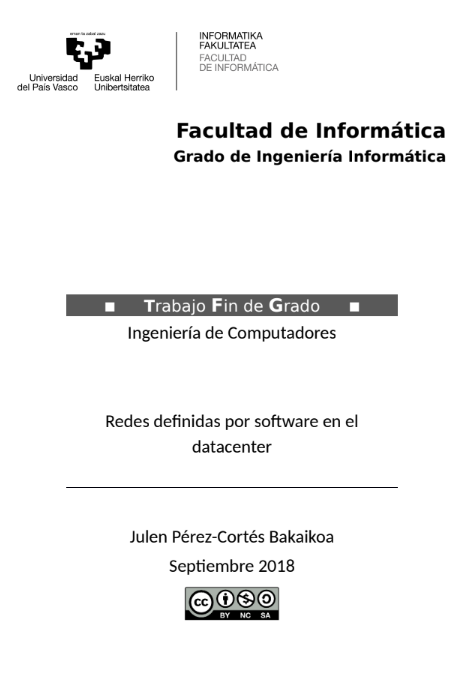 eman ta zabal zazu
Universidad del País Vasco
Euskal Herriko Unibertsitatea
INFORMATIKA
FAKULTATEA
FACULTAD
DE INFORMÁTICA
Facultad de Informática
Grado de Ingeniería Informática
Trabajo Fin de Grado
Ingeniería de Computadores
Redes definidas por software en el
datacenter
Julen Pérez-Cortés Bakaikoa
Septiembre 2018
cc BY NC SA